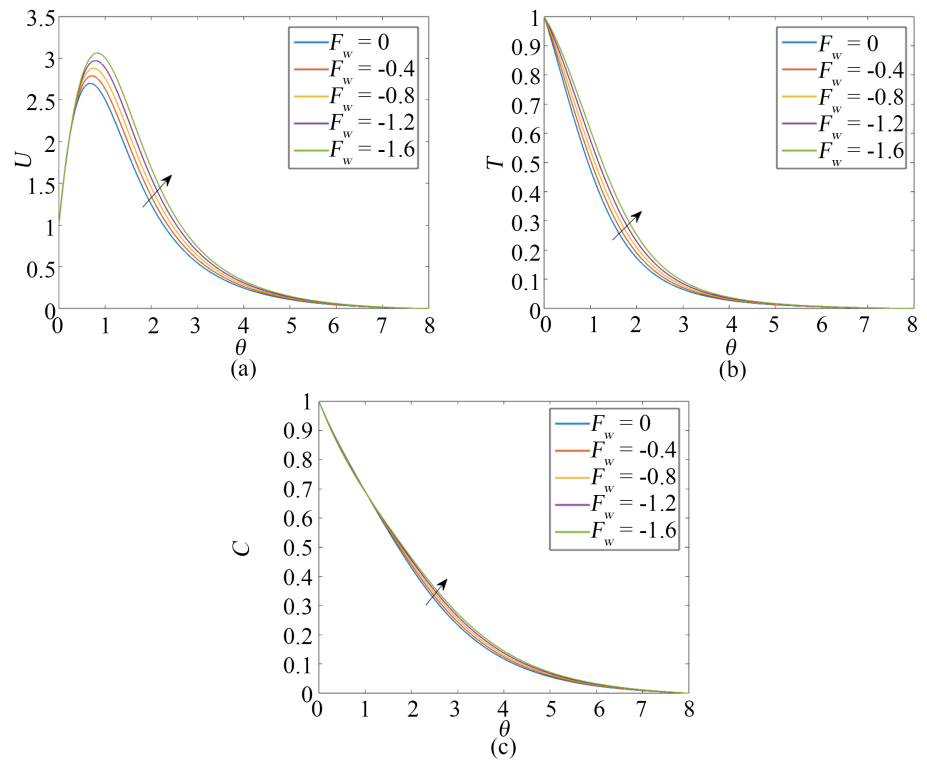 3.5
3
2.5
2
1.5
1
0.5
0
U
F_w = 0
F_w = -0.4
F_w = -0.8
F_w = -1.2
F_w = -1.6
0 1 2 3 4 5 6 7 8
θ
(a)
1
0.9
0.8
0.7
0.6
0.5
0.4
0.3
0.2
0.1
0
T
F_w = 0
F_w = -0.4
F_w = -0.8
F_w = -1.2
F_w = -1.6
0 1 2 3 4 5 6 7 8
θ
(b)
1
0.9
0.8
0.7
0.6
0.5
0.4
0.3
0.2
0.1
0
C
F_w = 0
F_w = -0.4
F_w = -0.8
F_w = -1.2
F_w = -1.6
0 1 2 3 4 5 6 7 8
θ
(c)